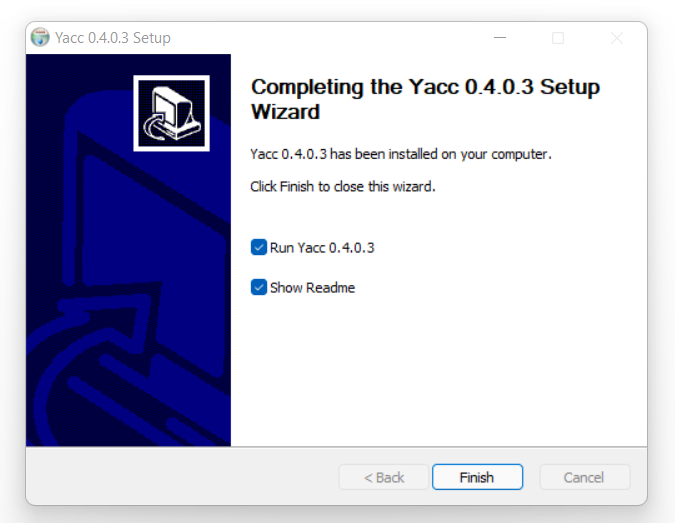 Yacc 0.4.0.3 Setup
Completing the Yacc 0.4.0.3 Setup
Wizard
Yacc 0.4.0.3 has been installed on your computer.
Click Finish to close this wizard.
Run Yacc 0.4.0.3
Show Readme
< Back
Finish
Cancel